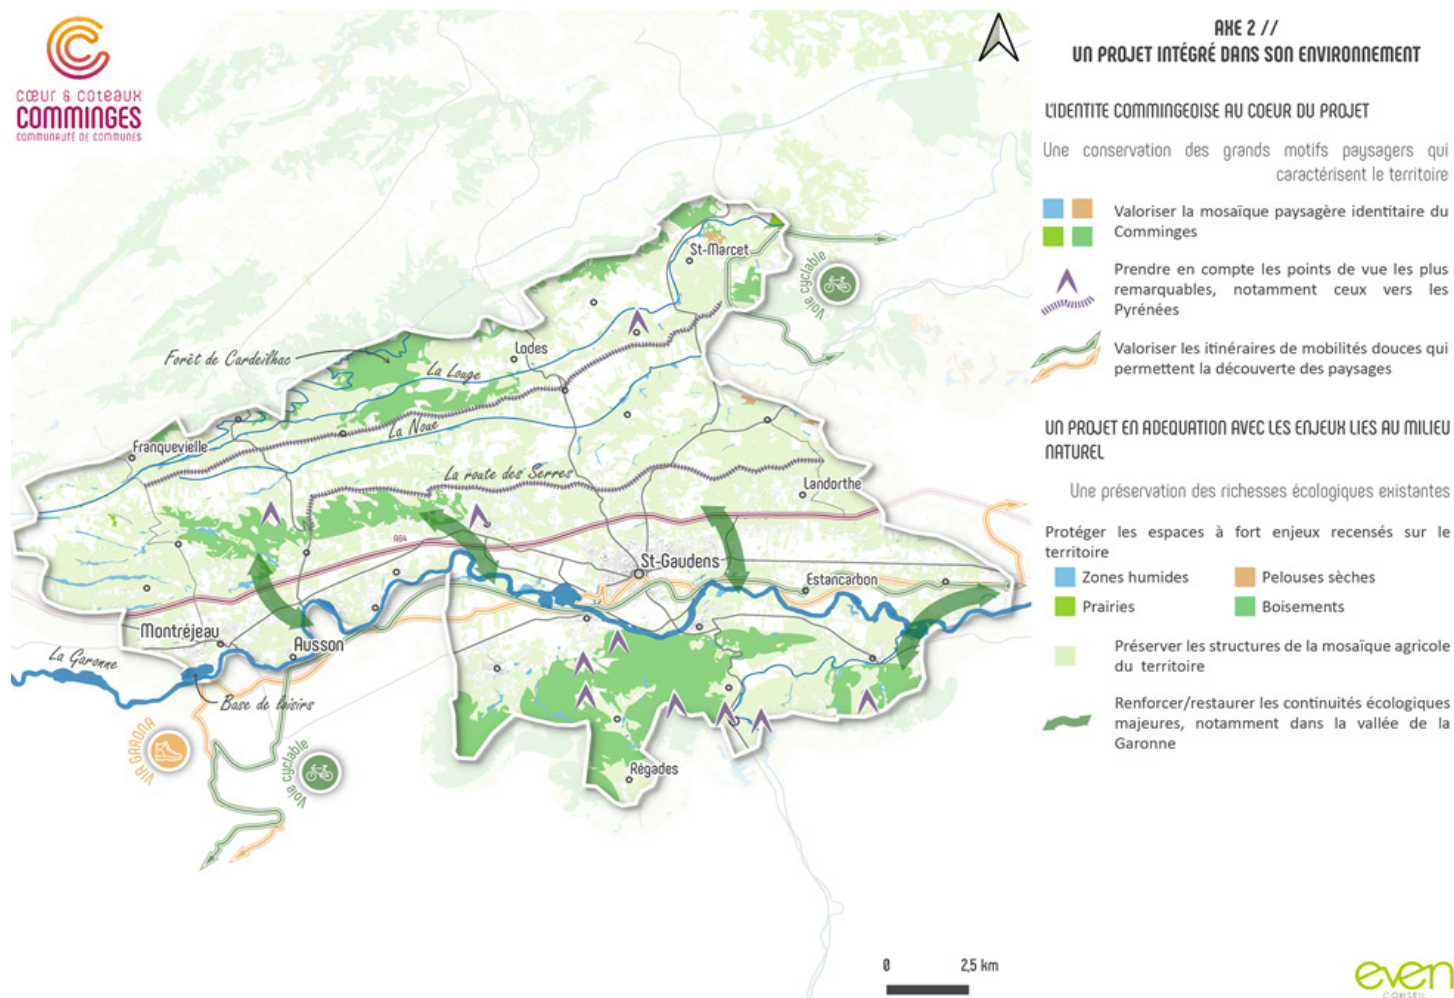 cœur & coteaux
COMMINGES
COMMUNAUTÉ DE COMMUNES
AXE 2 //
UN PROJET INTÉGRÉ DANS SON ENVIRONNEMENT
L'IDENTITE COMMINGEOISE AU COEUR DU PROJET
Une conservation des grands motifs paysagers qui
caractérisent le territoire
Valoriser la mosaïque paysagère identitaire du
Comminges
Prendre en compte les points de vue les plus
remarquables, notamment ceux vers les
Pyrénées
Valoriser les itinéraires de mobilités douces qui
permettent la découverte des paysages
UN PROJET EN ADEQUATION AVEC LES ENJEUX LIES AU MILIEU
NATUREL
Une préservation des richesses écologiques existantes
Protéger les espaces à fort enjeux recensés sur le
territoire
Zones humides
Pelouses sèches
Prairies
Boisements
Préserver les structures de la mosaïque agricole
du territoire
Renforcer/restaurer les continuités écologiques
majeures, notamment dans la vallée de la
Garonne
St-Marcet
Voie cyclable
Forêt de Cardeilhac
Lodes
La Louge
La Noue
Franquevielle
La route des Serres
Landorthe
A64
St-Gaudens
Estancarbon
Montréjeau
Ausson
La Garonne
Base de loisirs
VIA GARONA
Voie cyclable
Régades
0
2,5 km
even
CONSEIL